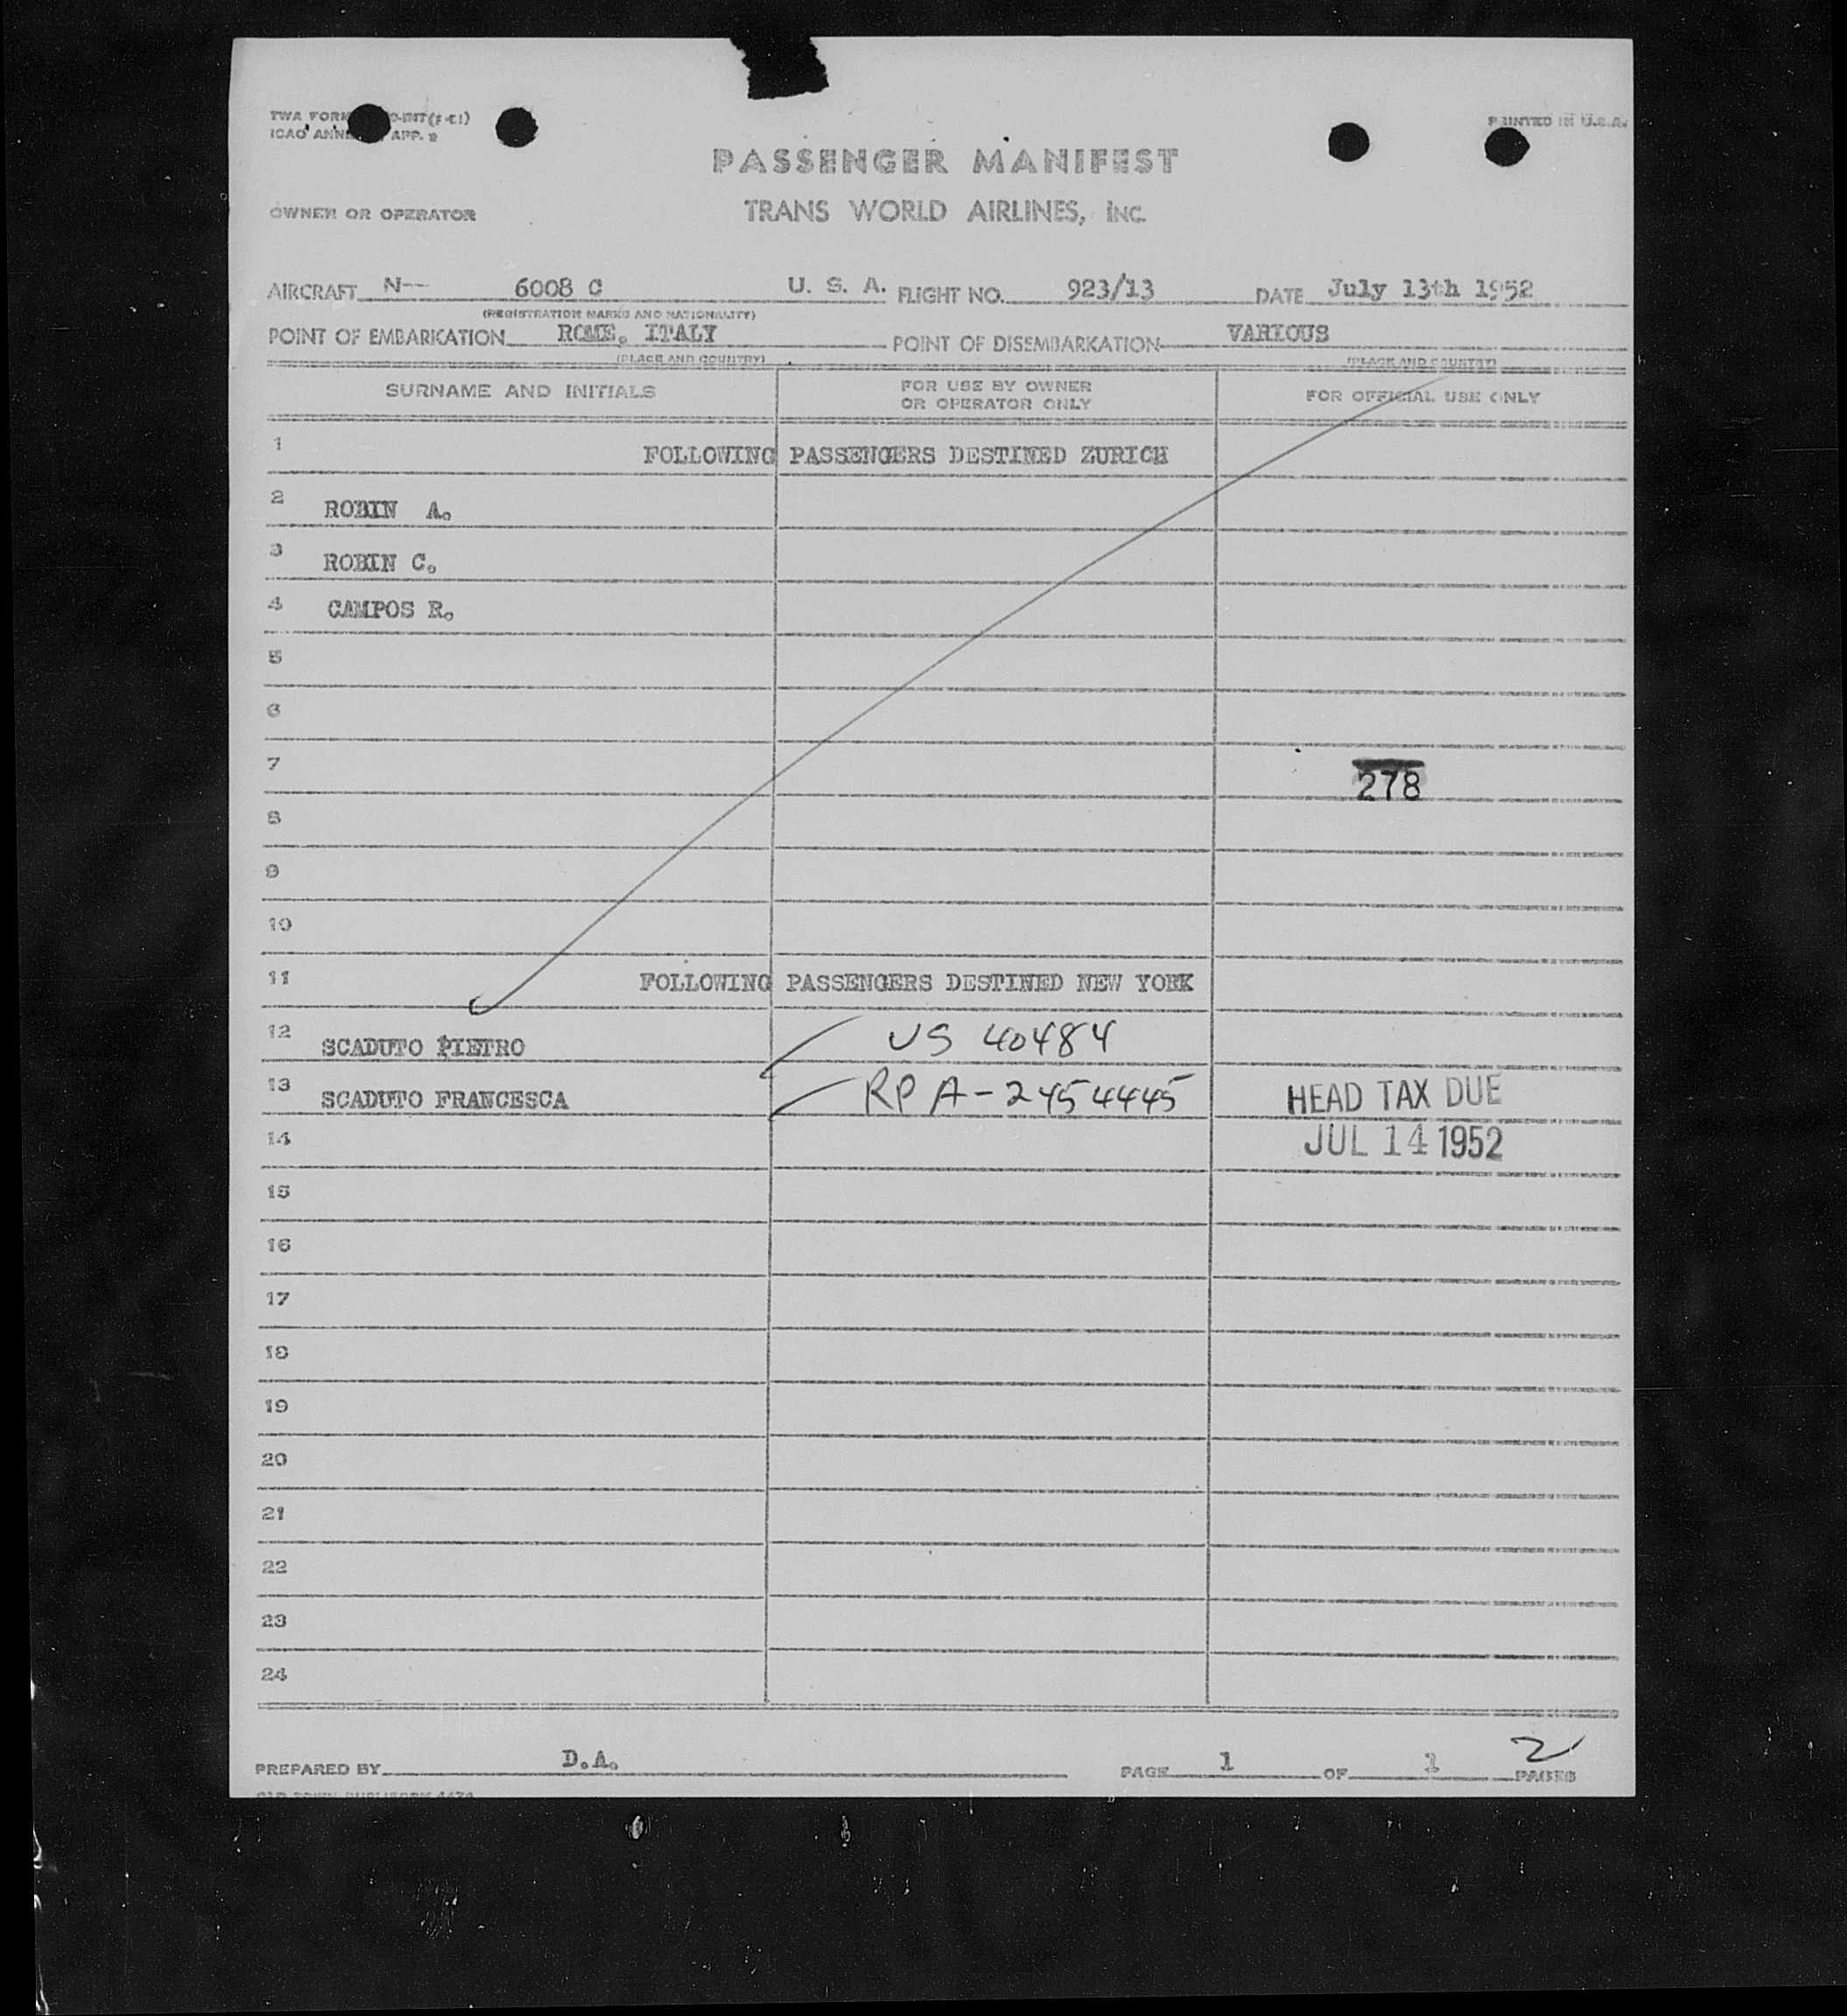 PRINTED IN U.S.A.
ICAO APP. 2
PASSENGER MANIFEST
OWNER OR OPERATOR TRANS WORLD AIRLINES, INC.
AIRCRAFT N-- 6008 C U. S. A. FLIGHT NO. 923/13 DATE July 13th 1952
(REGISTRATION MARKS AND NATIONALITY)
POINT OF EMBARKATION ROME, ITALY POINT OF DISEMBARKATION VARIOUS
(PLACE AND COUNTRY) (PLACE AND COUNTRY)
SURNAME AND INITIALS FOR USE BY OWNER OR OPERATOR ONLY FOR OFFICIAL USE ONLY
1 FOLLOWING PASSENGERS DESTINED ZURICH
2 ROBIN A.
3 ROBIN C.
4 CAMPOS R.
5
6
7 278
8
9
10
11 FOLLOWING PASSENGERS DESTINED NEW YORK
12 SCADUTO PIETRO US 40484
13 SCADUTO FRANCESCA RP A-2454445 HEAD TAX DUE
14 JUL 14 1952
15
16
17
18
19
20
21
22
23
24
PREPARED BY D.A. PAGE 1 OF 1 2 PAGES